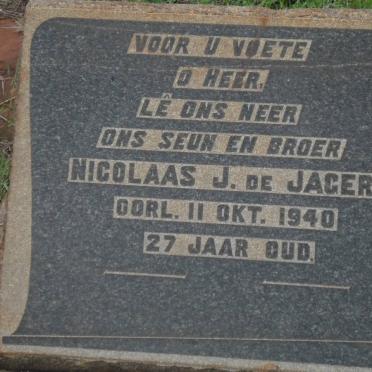 VOOR U VOETE
O HEER,
LÊ ONS NEER
ONS SEUN EN BROER
NICOLAAS J. DE JAGER
OORL. 11 OKT. 1940
27 JAAR OUD.